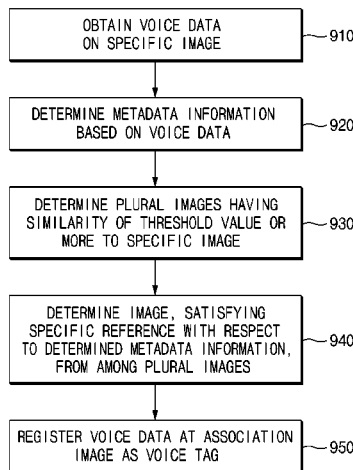 OBTAIN VOICE DATA
ON SPECIFIC IMAGE
910
DETERMINE METADATA INFORMATION
BASED ON VOICE DATA
920
DETERMINE PLURAL IMAGES HAVING
SIMILARITY OF THRESHOLD VALUE OR
MORE TO SPECIFIC IMAGE
930
DETERMINE IMAGE, SATISFYING
SPECIFIC REFERENCE WITH RESPECT
TO DETERMINED METADATA INFORMATION,
FROM AMONG PLURAL IMAGES
940
REGISTER VOICE DATA AT ASSOCIATION
IMAGE AS VOICE TAG
950